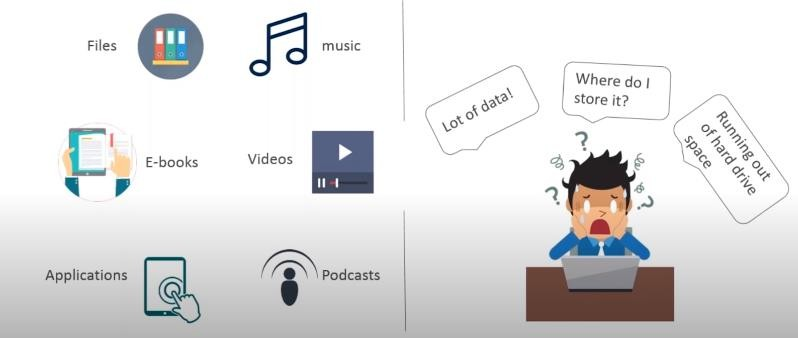 Files
music
E-books
Videos
Applications
Podcasts
Lot of data!
Where do I
store it?
Running out
of hard drive
space